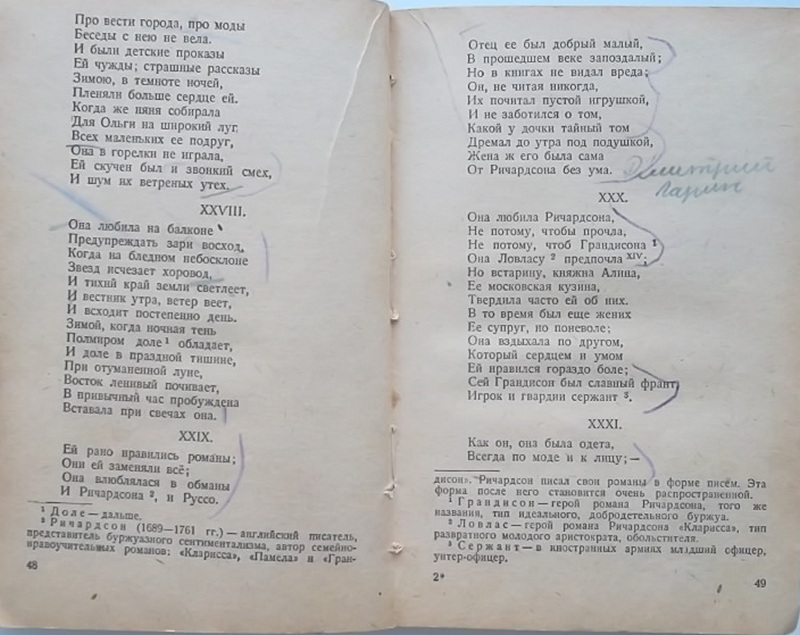 Про вести города, про моды
Беседы с нею не вела.
И были детские проказы
Ей чужды; страшные рассказы
Зимою, в темноте ночей,
Пленяли больше сердце ей.
Когда же няня собирала
Для Ольги на широкий луг
Всех маленьких ее подруг,
Она в горелки не играла,
Ей скучен был и звонкий смех,
И шум их ветреных утех.
XXVIII.
Она любила на балконе
Предупреждать зари восход,
Когда на бледном небосклоне
Звезд исчезает хоровод,
И тихий край земли светлеет,
И вестник утра, ветер веет,
И всходит постепенно день.
Зимой, когда ночная тень
Полмиром доле ¹ обладает,
И доле в праздной тишине,
При отуманенной луне,
Восток ленивый почивает,
В привычный час пробуждена
Вставала при свечах она.
XXIX.
Ей рано нравились романы;
Они ей заменяли всё;
Она влюблялася в обманы
И Ричардсона ², и Руссо.
¹ Доле — дальше.
² Ричардсон (1689—1761 гг.) — английский писатель,
представитель буржуазного сентиментализма, автор семейно-
нравоучительных романов: «Кларисса», «Памела» и «Гран-
48
Отец ее был добрый малый,
В прошедшем веке запоздалый;
Но в книгах не видал вреда;
Он, не читая никогда,
Их почитал пустой игрушкой,
И не заботился о том,
Какой у дочки тайный том
Дремал до утра под подушкой,
Жена ж его была сама
От Ричардсона без ума.
Дмитрий
Ларин
XXX.
Она любила Ричардсона,
Не потому, чтобы прочла,
Не потому, чтоб Грандисона ¹
Она Ловласу ² предпочла XIV;
Но встарину, княжна Алина,
Ее московская кузина,
Твердила часто ей об них.
В то время был еще жених
Ее супруг, но поневоле;
Она вздыхала по другом,
Который сердцем и умом
Ей нравился гораздо боле;
Сей Грандисон был славный франт,
Игрок и гвардии сержант ³.
XXXI.
Как он, она была одета,
Всегда по моде и к лицу; —
дисон». Ричардсон писал свои романы в форме писем. Эта
форма после него становится очень распространенной.
¹ Грандисон — герой романа Ричардсона, того же
названия, тип идеального, добродетельного буржуа.
² Ловлас — герой романа Ричардсона «Кларисса», тип
развратного молодого аристократа, обольстителя.
³ Сержант — в иностранных армиях младший офицер,
унтер-офицер.
2*
49